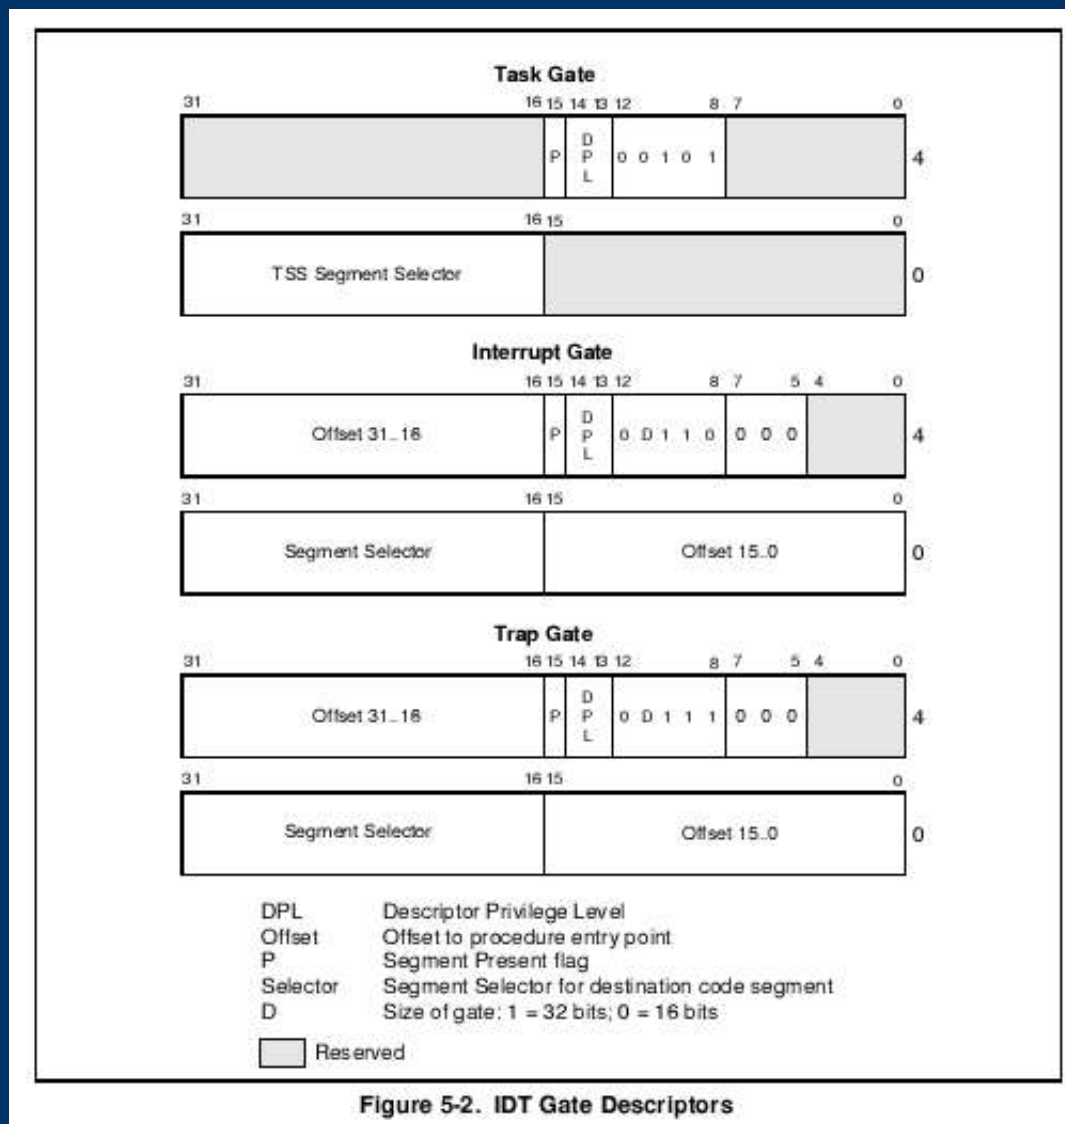 Task Gate
31 16 15 14 13 12 8 7 0
P D P L 0 0 1 0 1 4
31 16 15 0
TSS Segment Selector 0
Interrupt Gate
31 16 15 14 13 12 8 7 5 4 0
Offset 31..16 P D P L 0 D 1 1 0 0 0 0 4
31 16 15 0
Segment Selector Offset 15..0 0
Trap Gate
31 16 15 14 13 12 8 7 5 4 0
Offset 31..16 P D P L 0 D 1 1 1 0 0 0 4
31 16 15 0
Segment Selector Offset 15..0 0
DPL Descriptor Privilege Level
Offset Offset to procedure entry point
P Segment Present flag
Selector Segment Selector for destination code segment
D Size of gate: 1 = 32 bits; 0 = 16 bits
Reserved
Figure 5-2. IDT Gate Descriptors